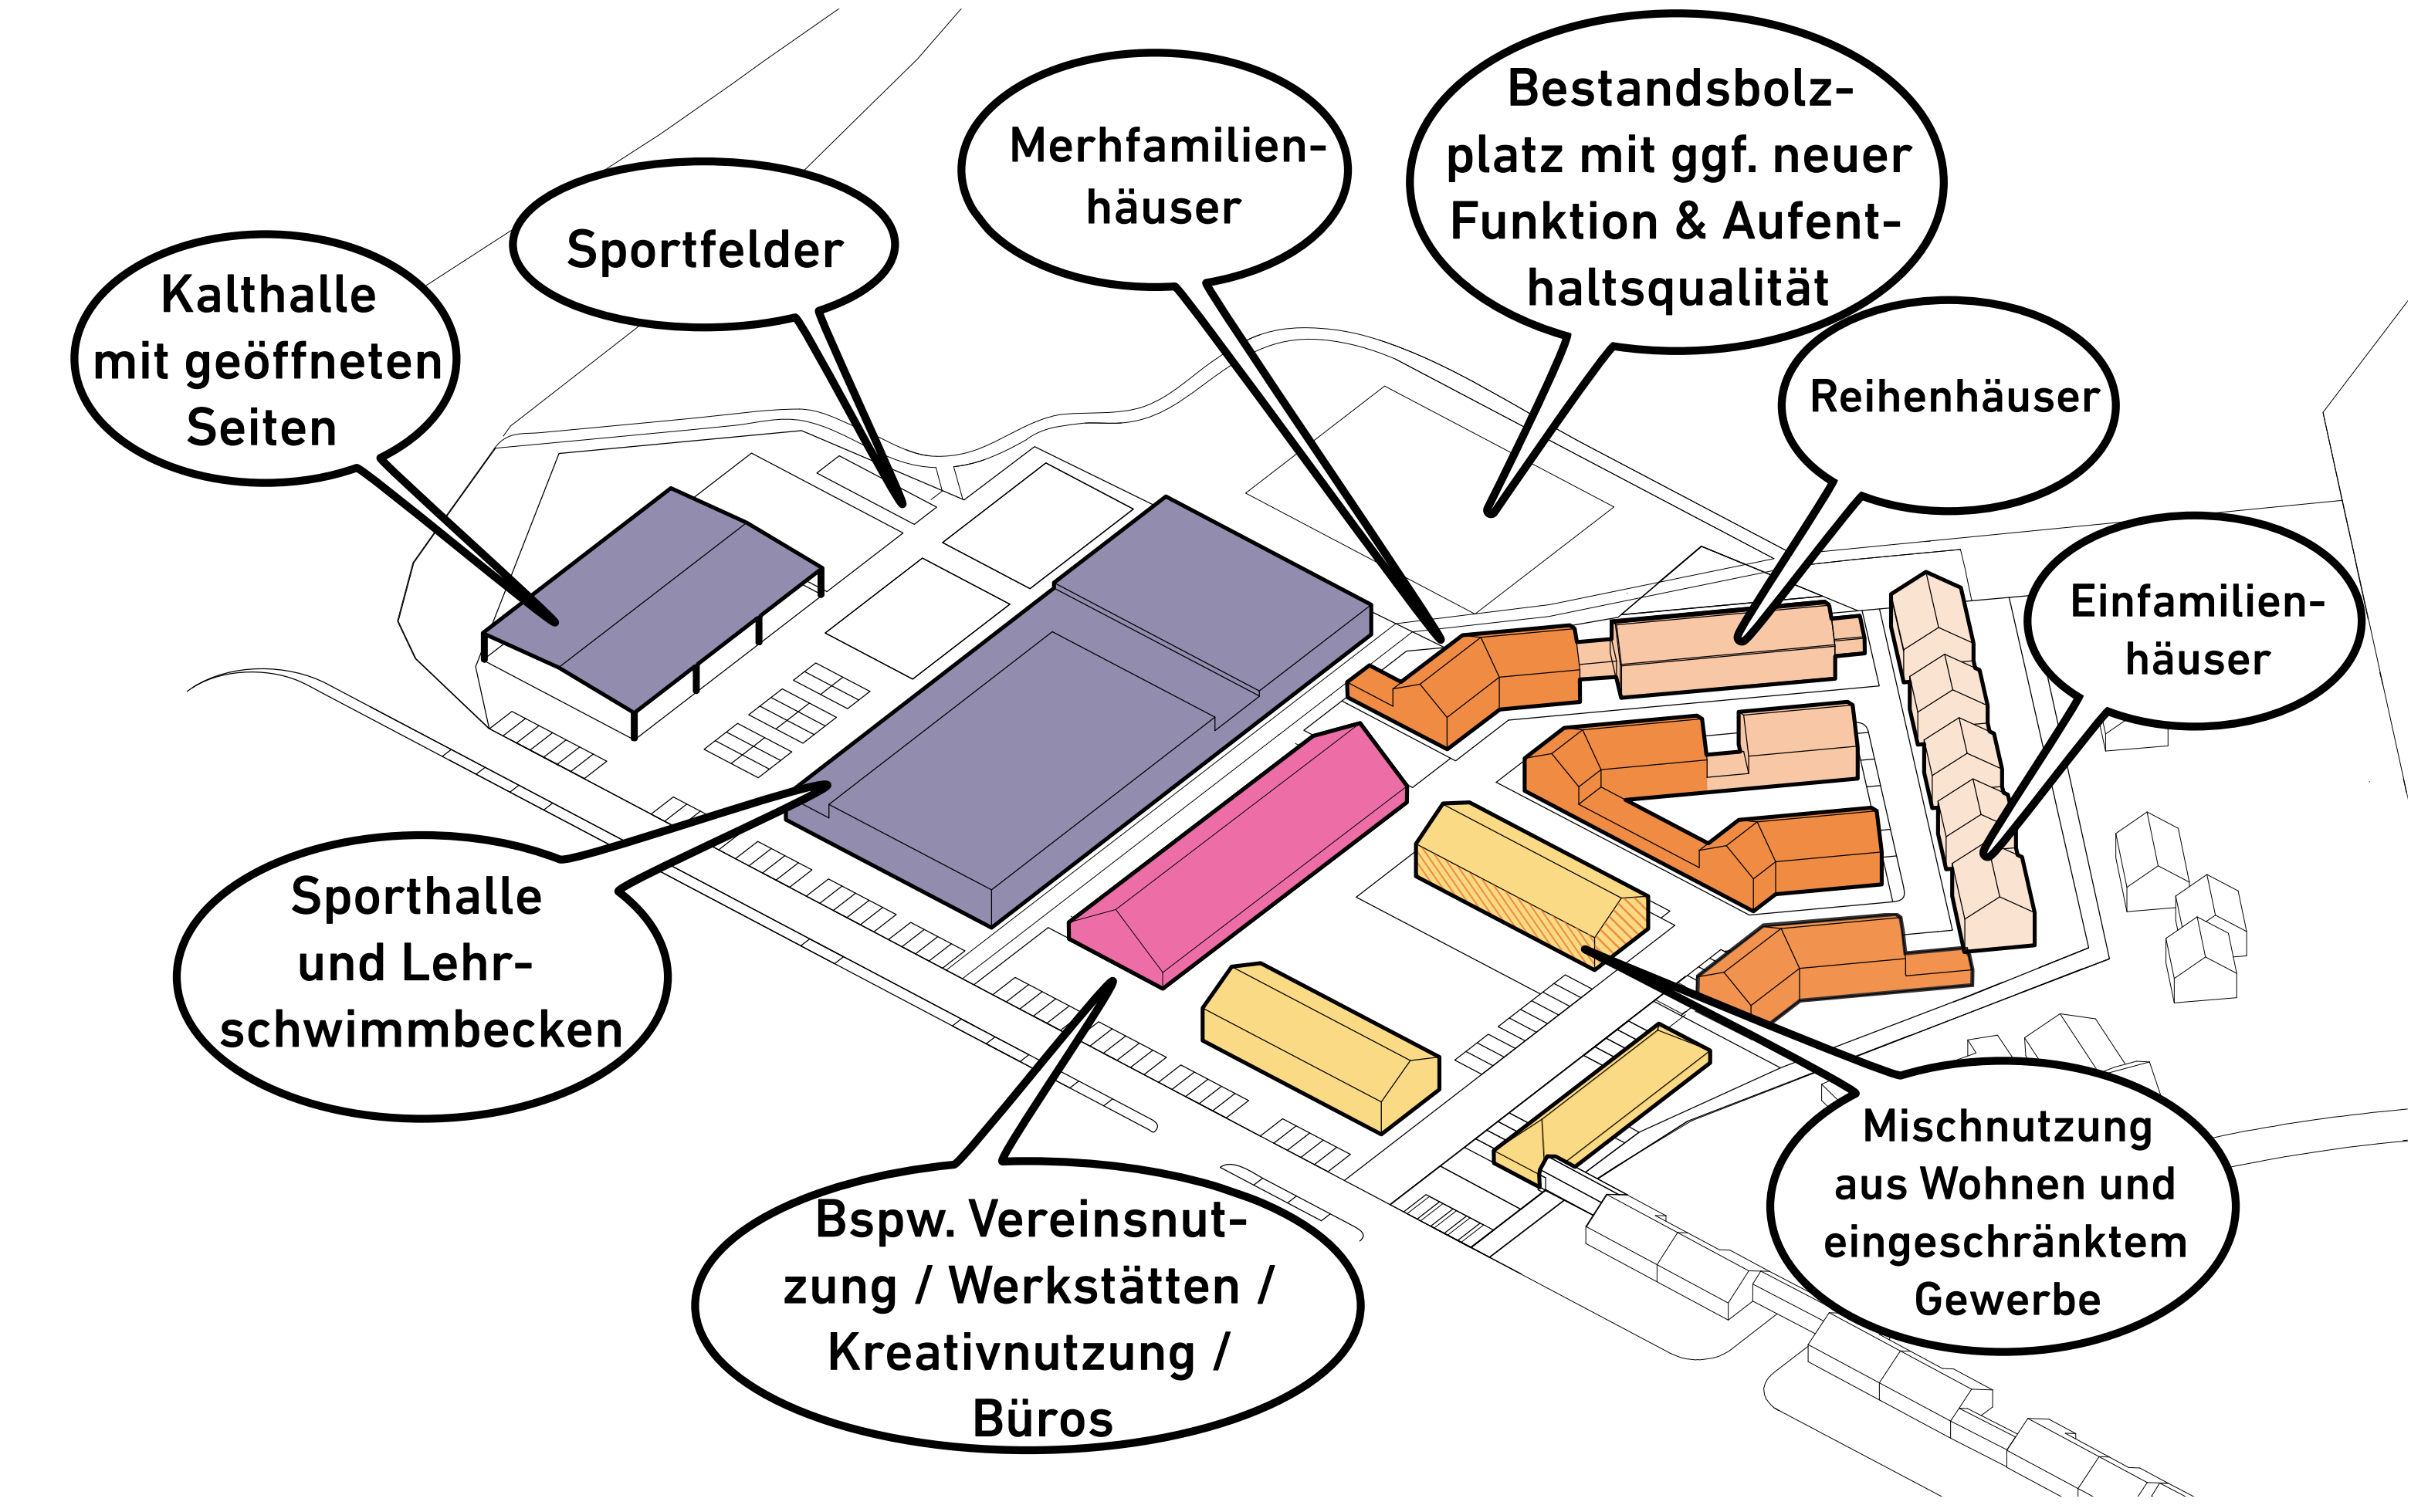 Bestandsbolz-
platz mit ggf. neuer
Funktion & Aufent-
haltsqualität
Merhfamilien-
häuser
Sportfelder
Kalthalle
mit geöffneten
Seiten
Reihenhäuser
Einfamilien-
häuser
Sporthalle
und Lehr-
schwimmbecken
Mischnutzung
aus Wohnen und
eingeschränktem
Gewerbe
Bspw. Vereinsnut-
zung / Werkstätten /
Kreativnutzung /
Büros